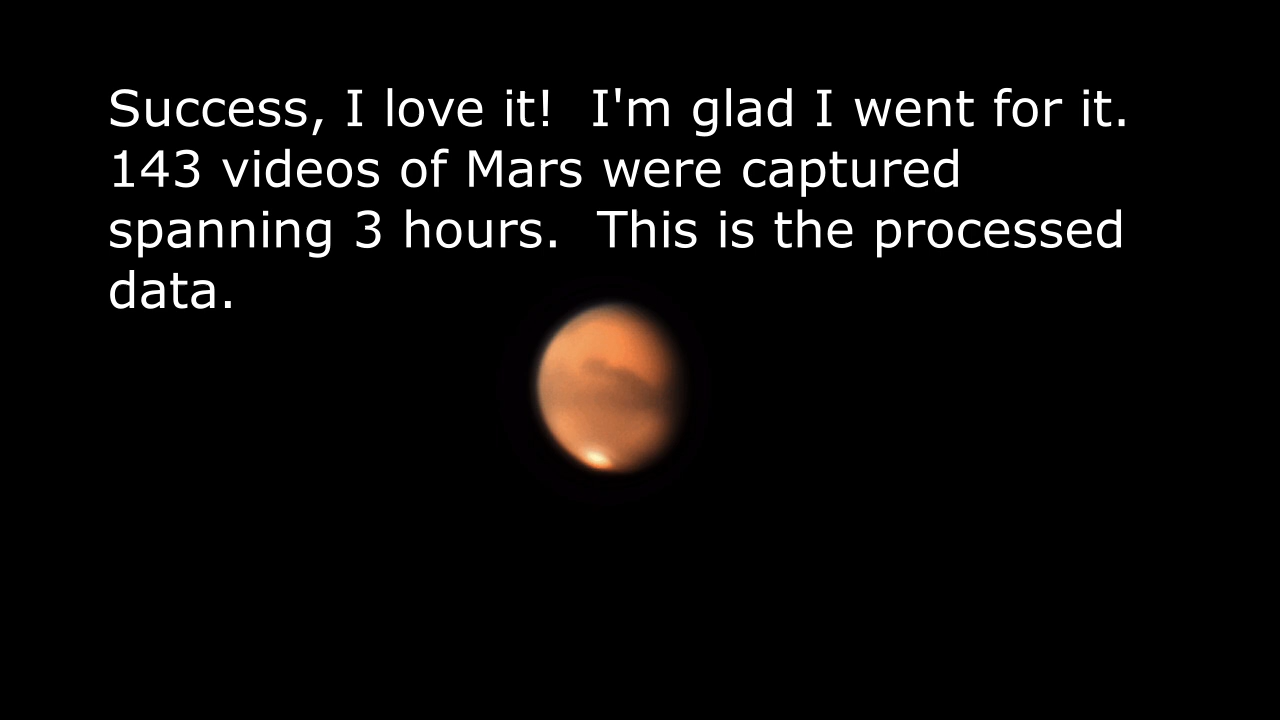 Success, I love it!  I'm glad I went for it.
143 videos of Mars were captured
spanning 3 hours.  This is the processed
data.